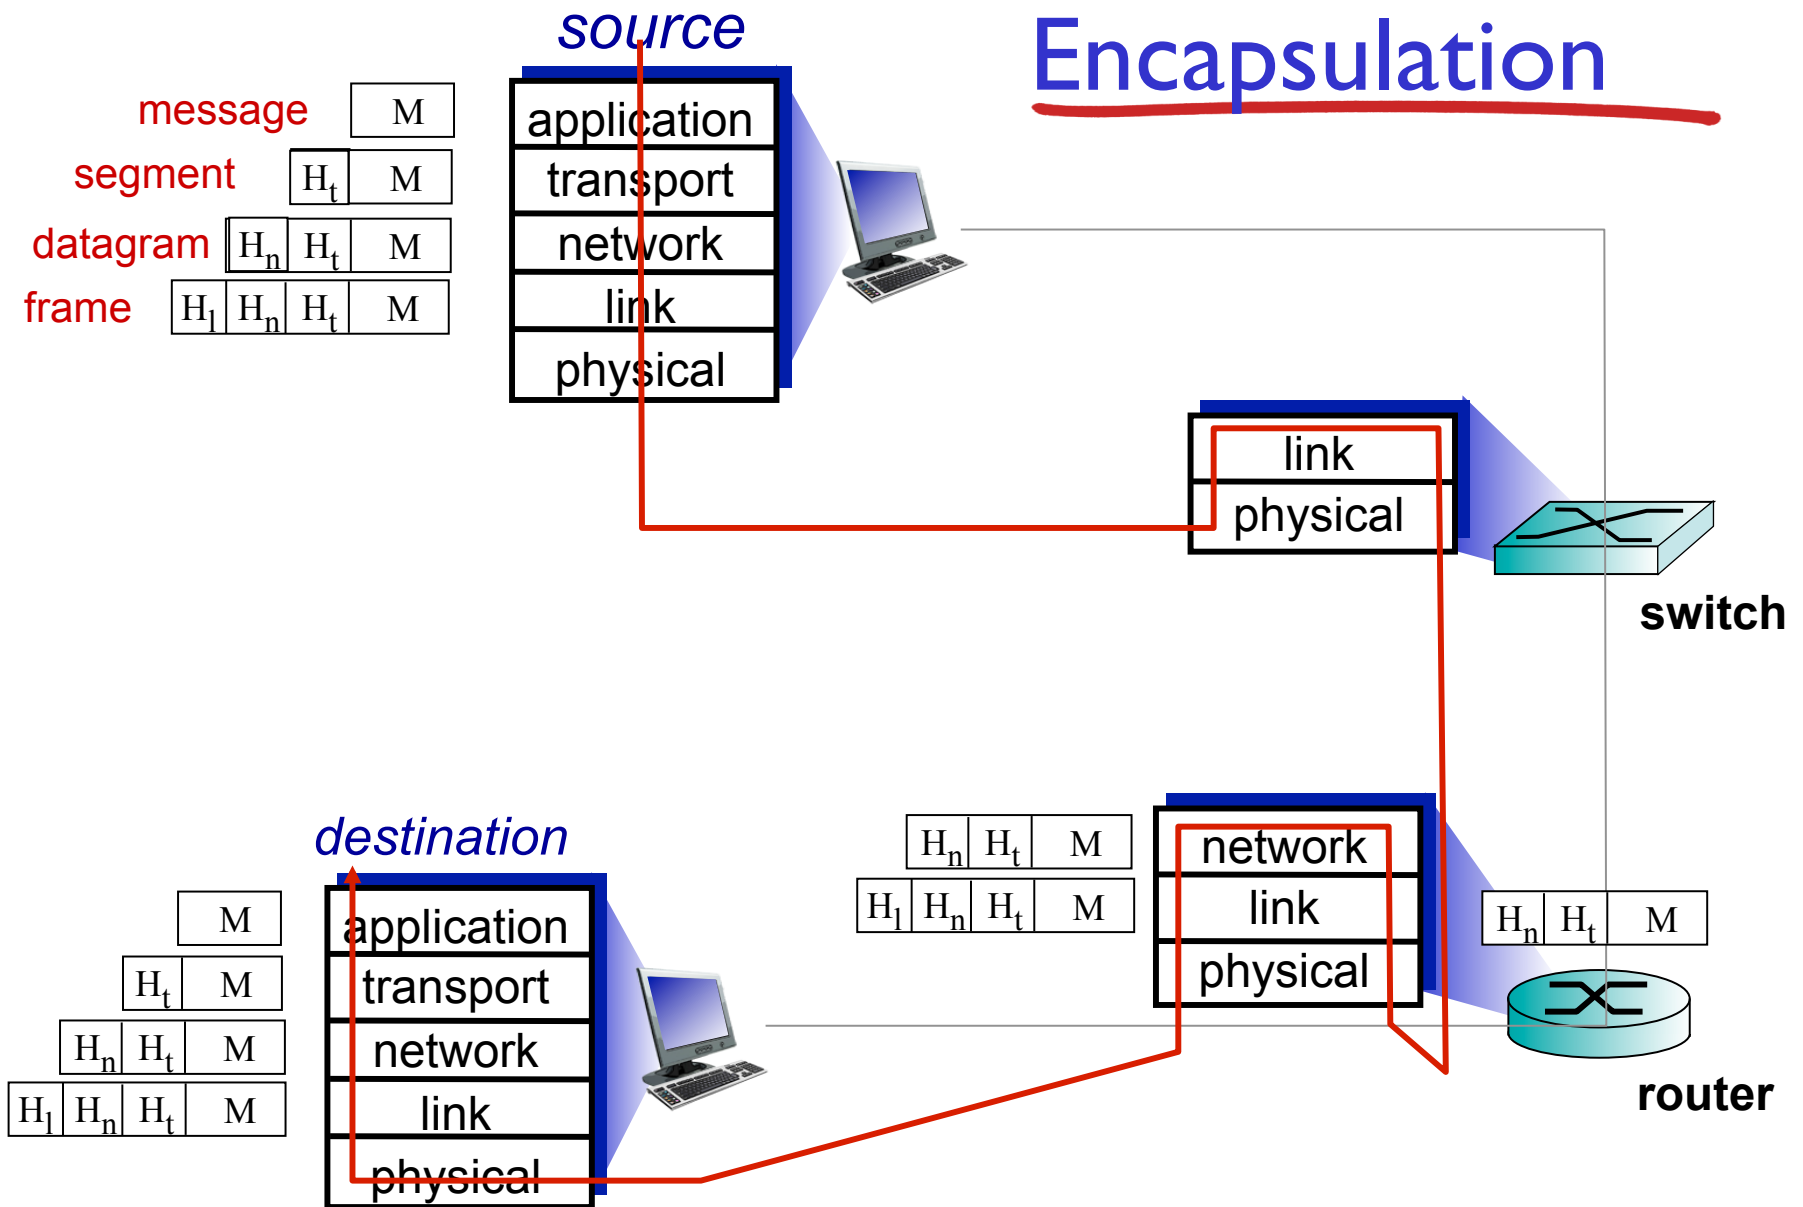 source
Encapsulation
message M
segment Ht M
datagram Hn Ht M
frame Hl Hn Ht M
application
transport
network
link
physical
link
physical
switch
destination
M
Ht M
Hn Ht M
Hl Hn Ht M
application
transport
network
link
physical
Hn Ht M
Hl Hn Ht M
network
link
physical
Hn Ht M
router